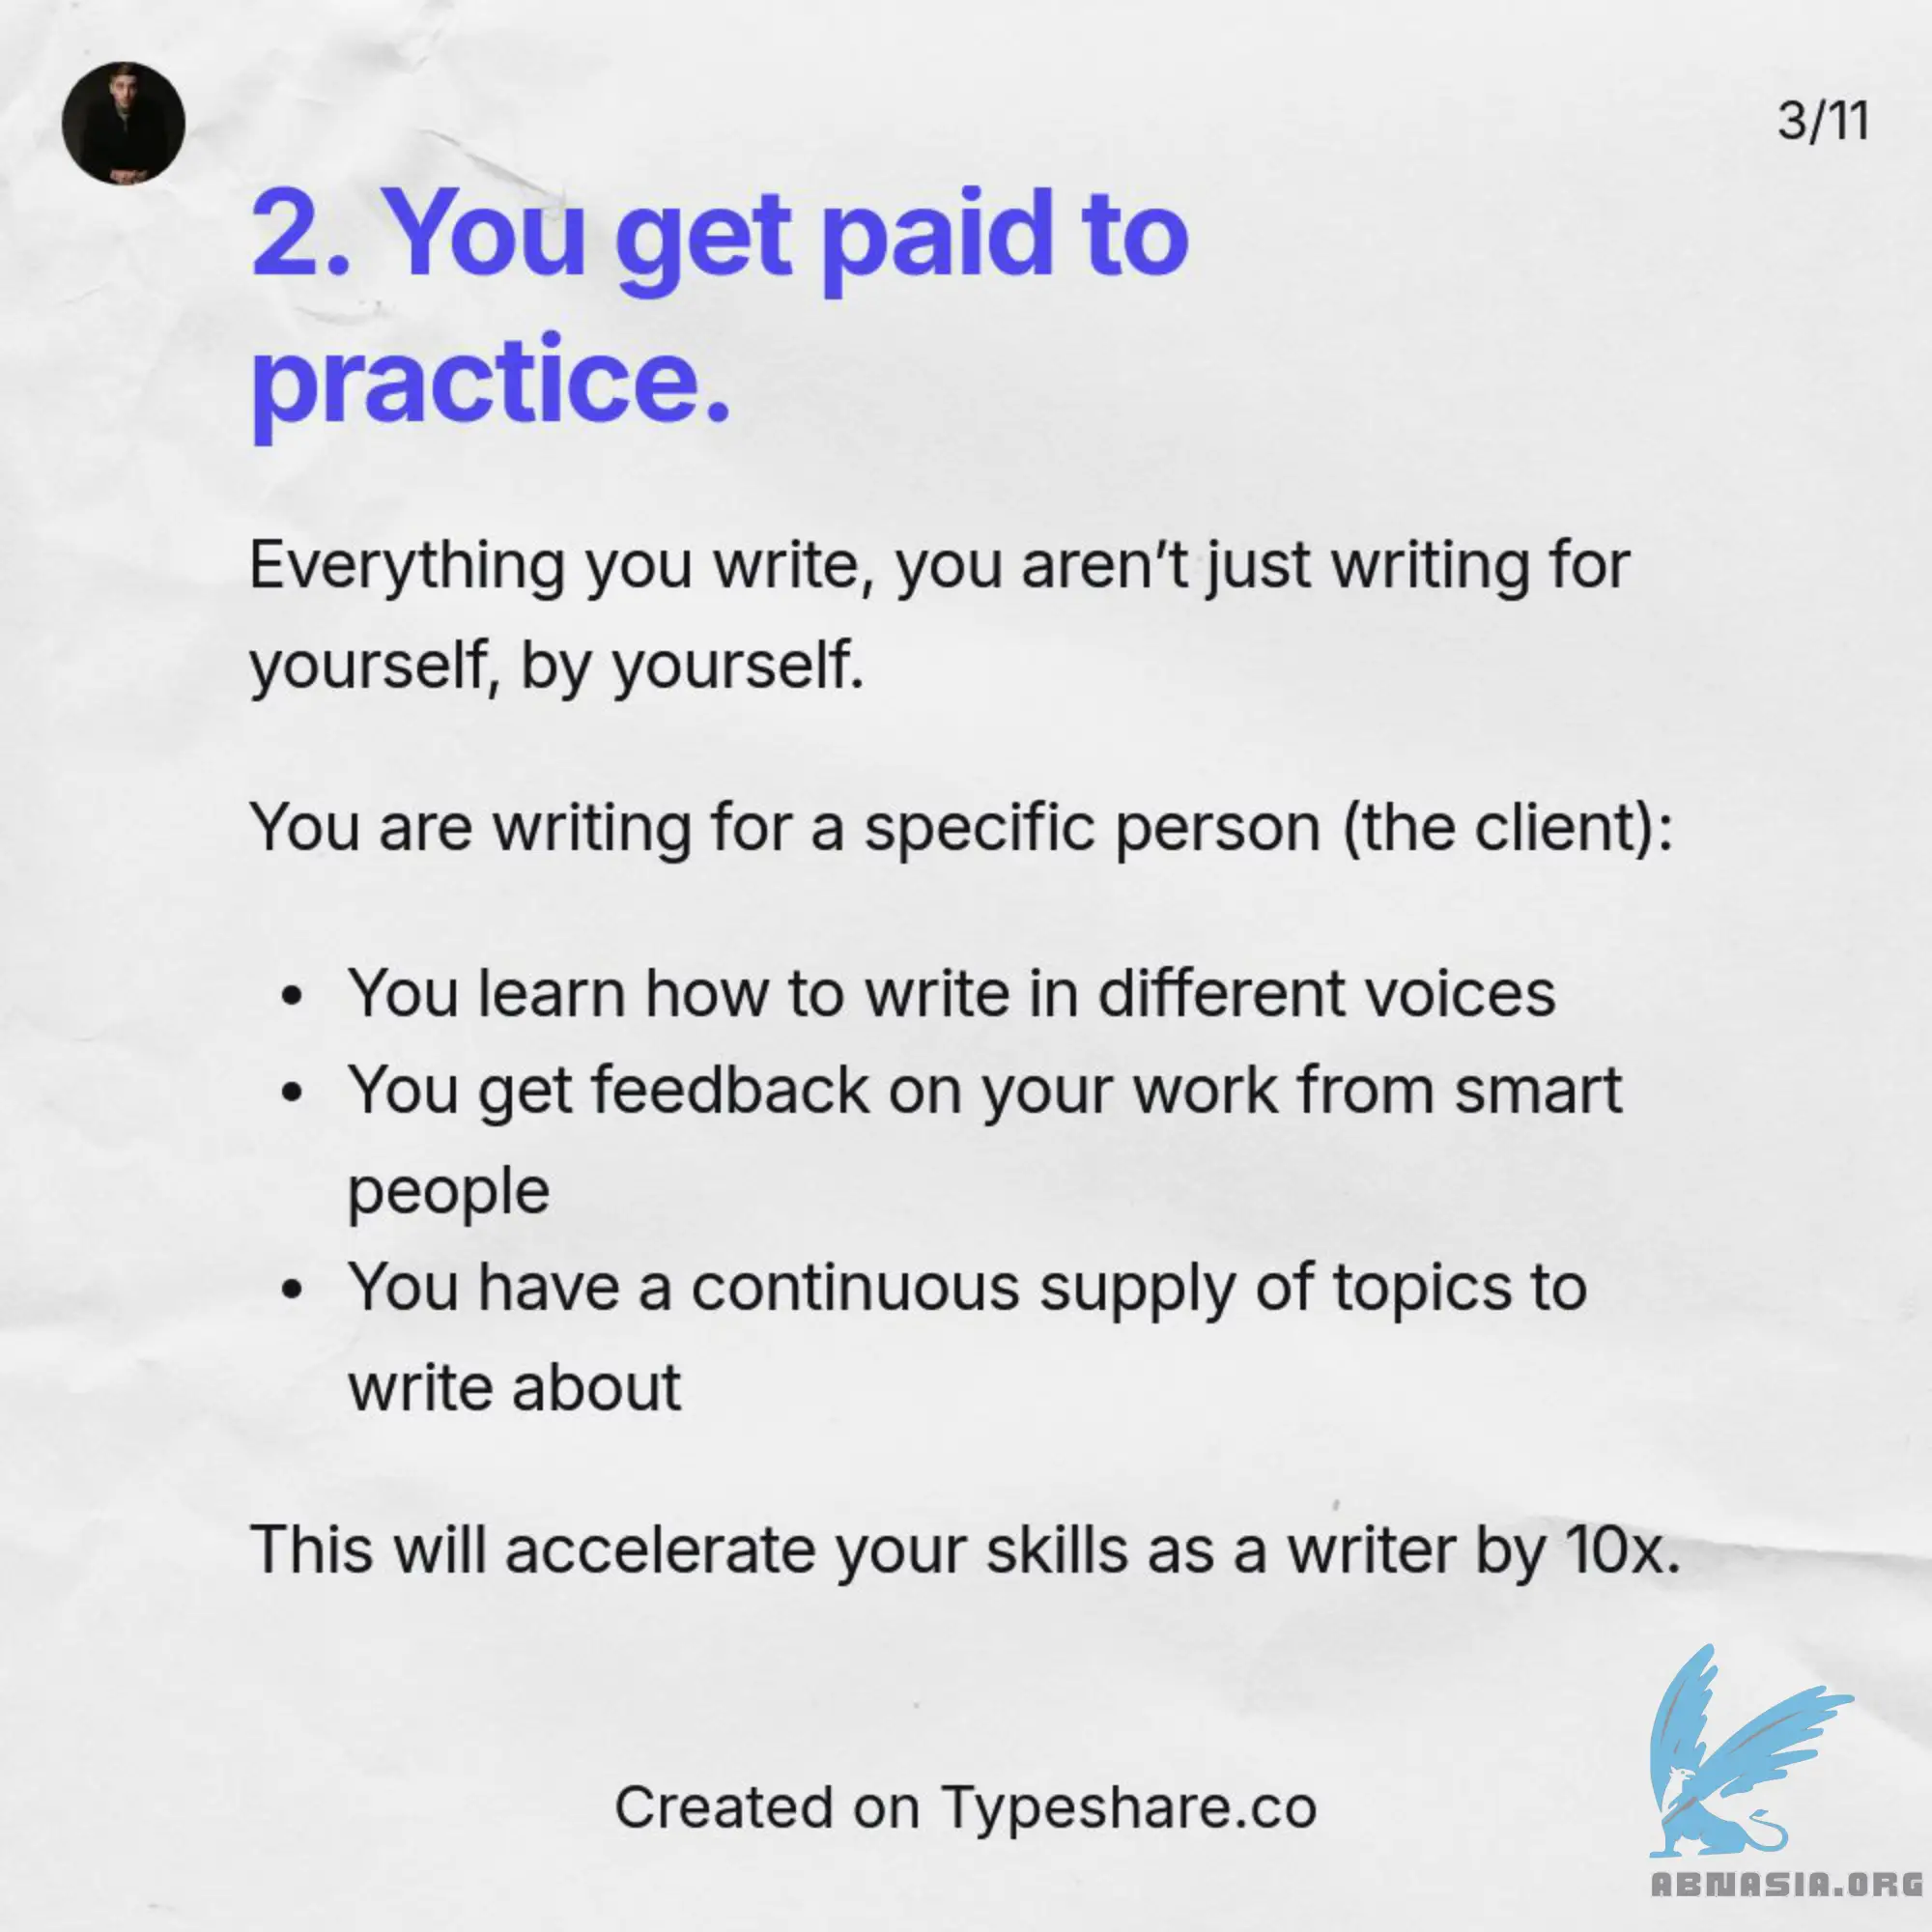 3/11
2. You get paid to
practice.
Everything you write, you aren’t just writing for
yourself, by yourself.
You are writing for a specific person (the client):
• You learn how to write in different voices
• You get feedback on your work from smart
people
• You have a continuous supply of topics to
write about
This will accelerate your skills as a writer by 10x.
Created on Typeshare.co
ABNASIA.ORG